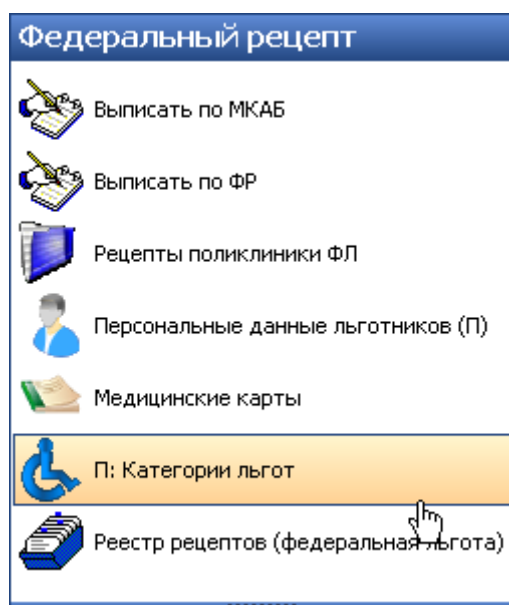 Федеральный рецепт
Выписать по МКАБ
Выписать по ФР
Рецепты поликлиники ФЛ
Персональные данные льготников (П)
Медицинские карты
П: Категории льгот
Реестр рецептов (федеральная льгота)